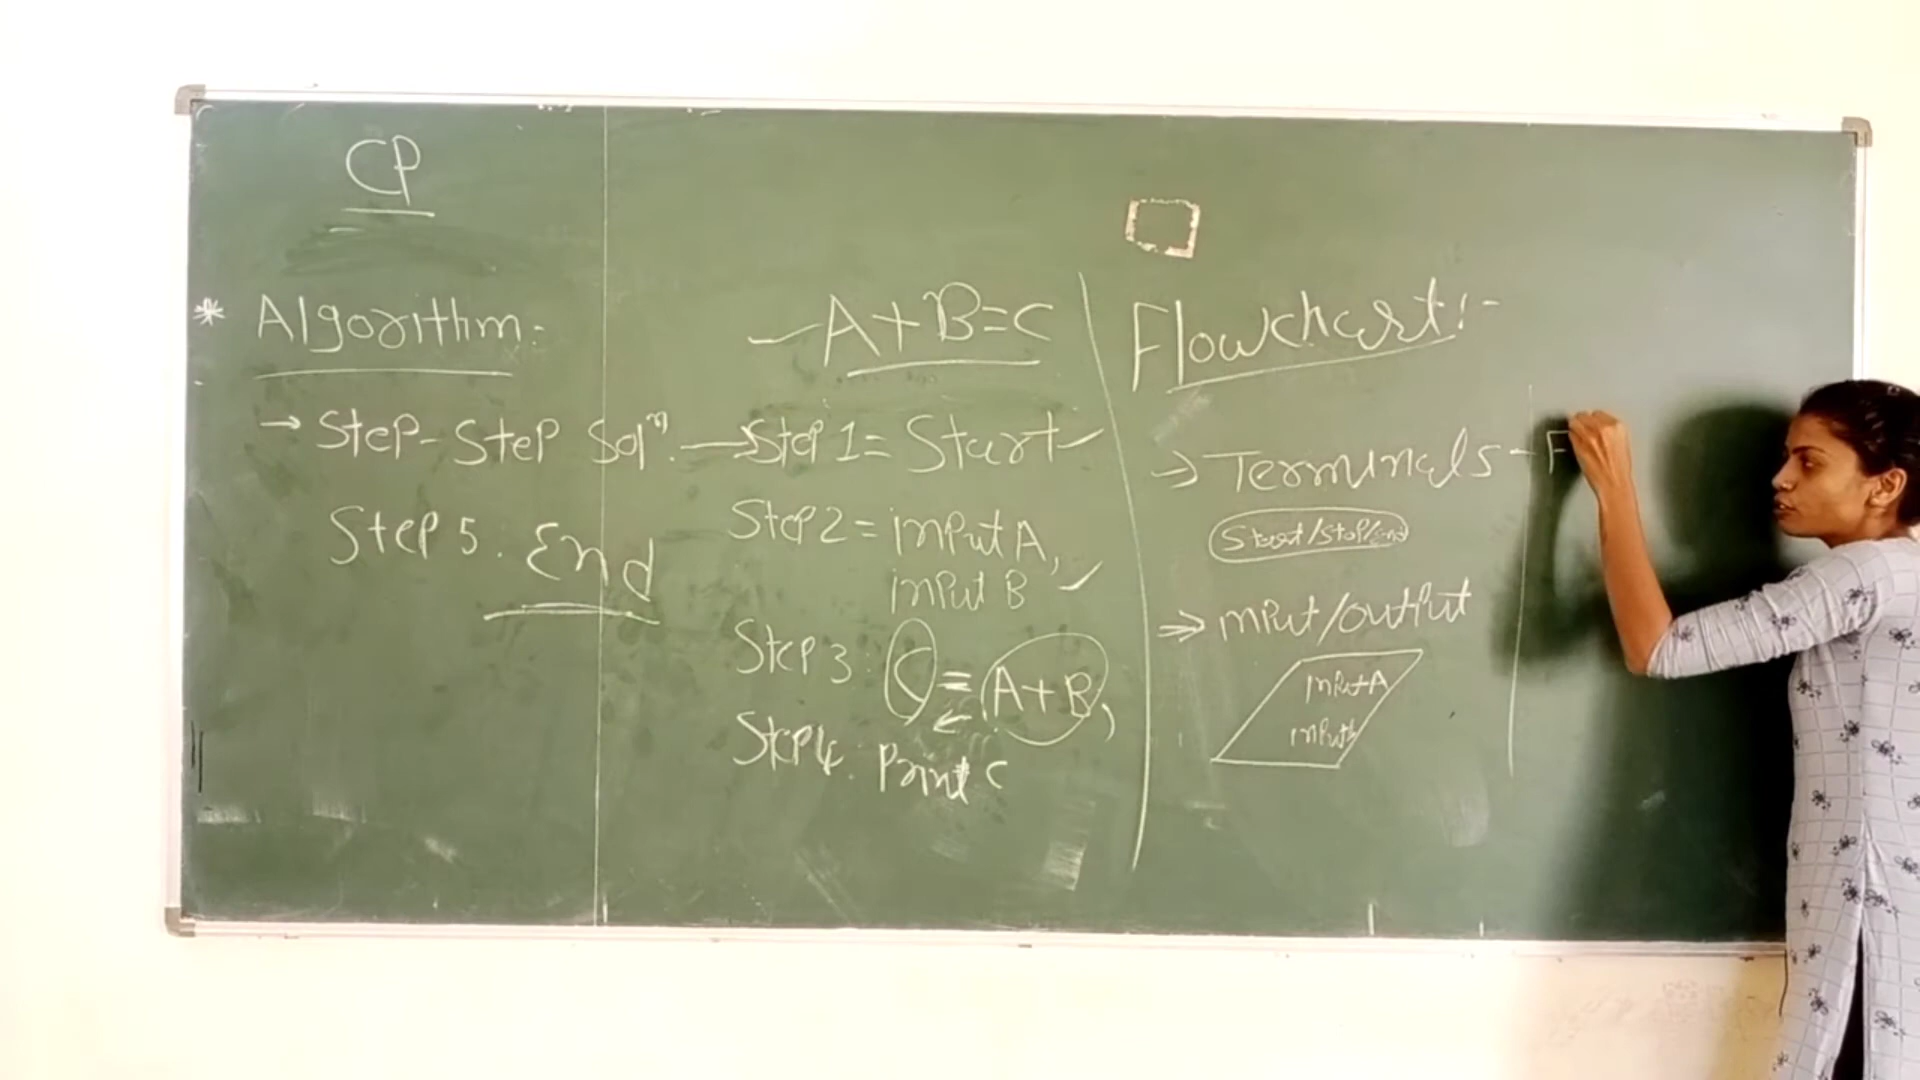 CP
* Algorithm:
→ Step-Step Solⁿ.
Step 5. End
A+B=C
→ Step 1 = Start
Step 2 = input A,
input B
Step 3 C = A+B,
Step 4. Print C
Flowchart:-
⇒ Terminals - F
Start/Stop/End
⇒ Input/output
Input A
Input